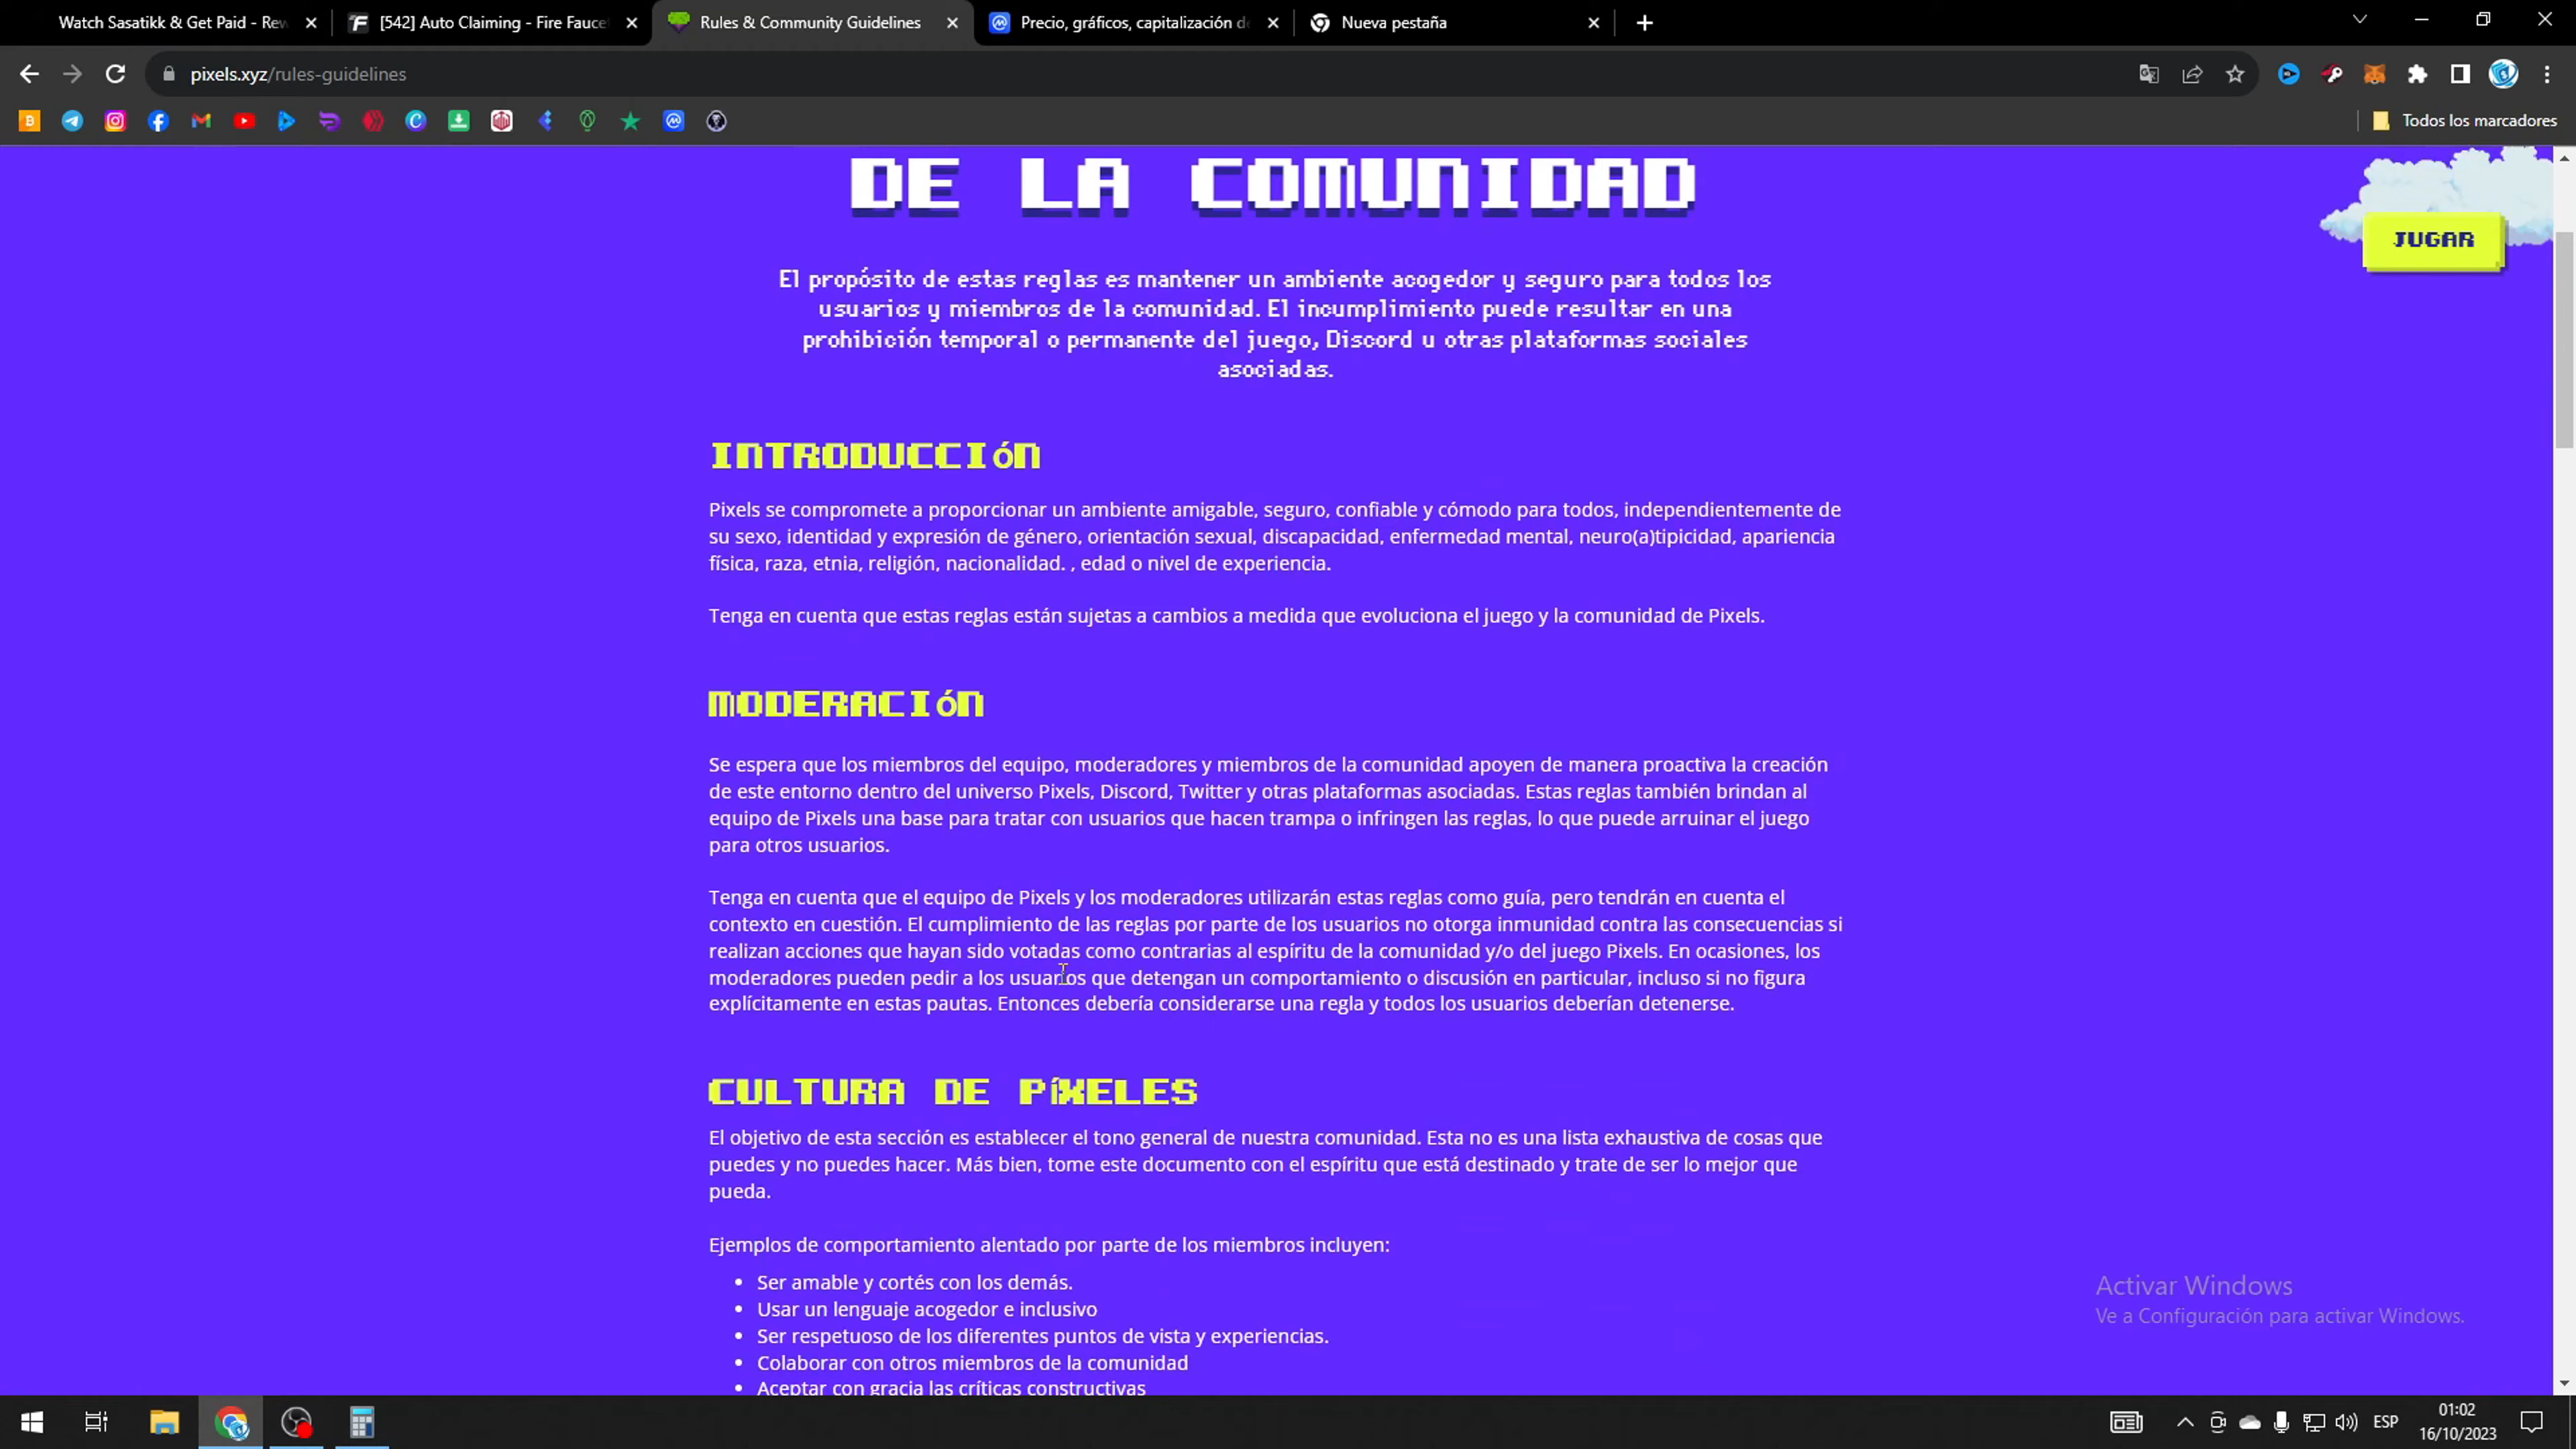 Watch Sasatikk & Get Paid - Rew
[542] Auto Claiming - Fire Fauce
Rules & Community Guidelines
Precio, gráficos, capitalización de
Nueva pestaña
pixels.xyz/rules-guidelines
Todos los marcadores
DE LA COMUNIDAD
JUGAR
El propósito de estas reglas es mantener un ambiente acogedor y seguro para todos los
usuarios y miembros de la comunidad. El incumplimiento puede resultar en una
prohibición temporal o permanente del juego, Discord u otras plataformas sociales
asociadas.
INTRODUCCIóN
Pixels se compromete a proporcionar un ambiente amigable, seguro, confiable y cómodo para todos, independientemente de
su sexo, identidad y expresión de género, orientación sexual, discapacidad, enfermedad mental, neuro(a)tipicidad, apariencia
física, raza, etnia, religión, nacionalidad. , edad o nivel de experiencia.
Tenga en cuenta que estas reglas están sujetas a cambios a medida que evoluciona el juego y la comunidad de Pixels.
MODERACIóN
Se espera que los miembros del equipo, moderadores y miembros de la comunidad apoyen de manera proactiva la creación
de este entorno dentro del universo Pixels, Discord, Twitter y otras plataformas asociadas. Estas reglas también brindan al
equipo de Pixels una base para tratar con usuarios que hacen trampa o infringen las reglas, lo que puede arruinar el juego
para otros usuarios.
Tenga en cuenta que el equipo de Pixels y los moderadores utilizarán estas reglas como guía, pero tendrán en cuenta el
contexto en cuestión. El cumplimiento de las reglas por parte de los usuarios no otorga inmunidad contra las consecuencias si
realizan acciones que hayan sido votadas como contrarias al espíritu de la comunidad y/o del juego Pixels. En ocasiones, los
moderadores pueden pedir a los usuarios que detengan un comportamiento o discusión en particular, incluso si no figura
explícitamente en estas pautas. Entonces debería considerarse una regla y todos los usuarios deberían detenerse.
CULTURA DE PíXELES
El objetivo de esta sección es establecer el tono general de nuestra comunidad. Esta no es una lista exhaustiva de cosas que
puedes y no puedes hacer. Más bien, tome este documento con el espíritu que está destinado y trate de ser lo mejor que
pueda.
Ejemplos de comportamiento alentado por parte de los miembros incluyen:
• Ser amable y cortés con los demás.
• Usar un lenguaje acogedor e inclusivo
• Ser respetuoso de los diferentes puntos de vista y experiencias.
• Colaborar con otros miembros de la comunidad
• Aceptar con gracia las críticas constructivas
Activar Windows
Ve a Configuración para activar Windows.
ESP
01:02
16/10/2023